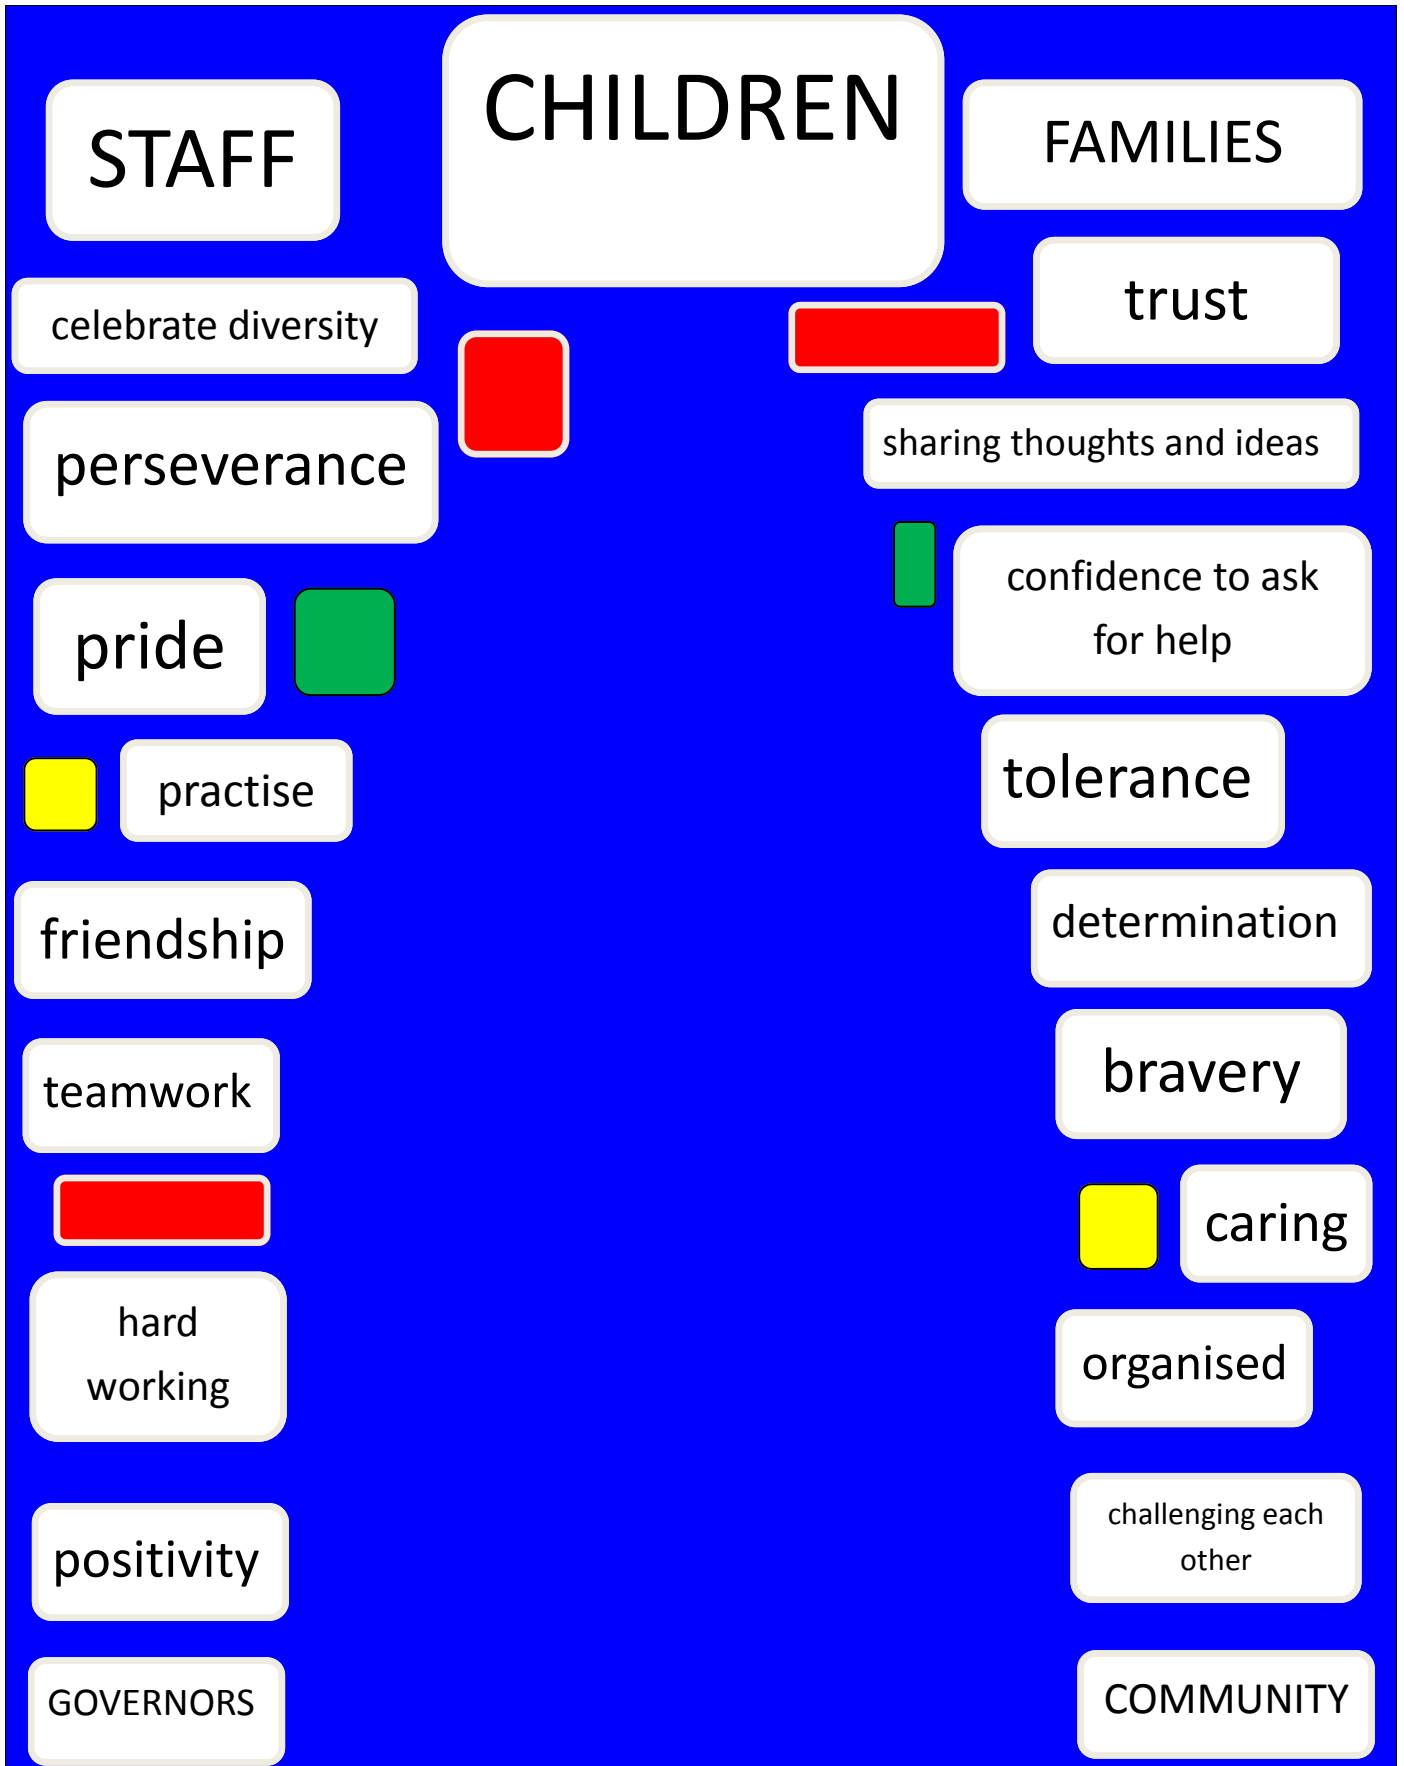 CHILDREN
STAFF
FAMILIES
trust
celebrate diversity
sharing thoughts and ideas
perseverance
confidence to ask
for help
pride
tolerance
practise
determination
friendship
bravery
teamwork
caring
hard
working
organised
challenging each
other
positivity
GOVERNORS
COMMUNITY